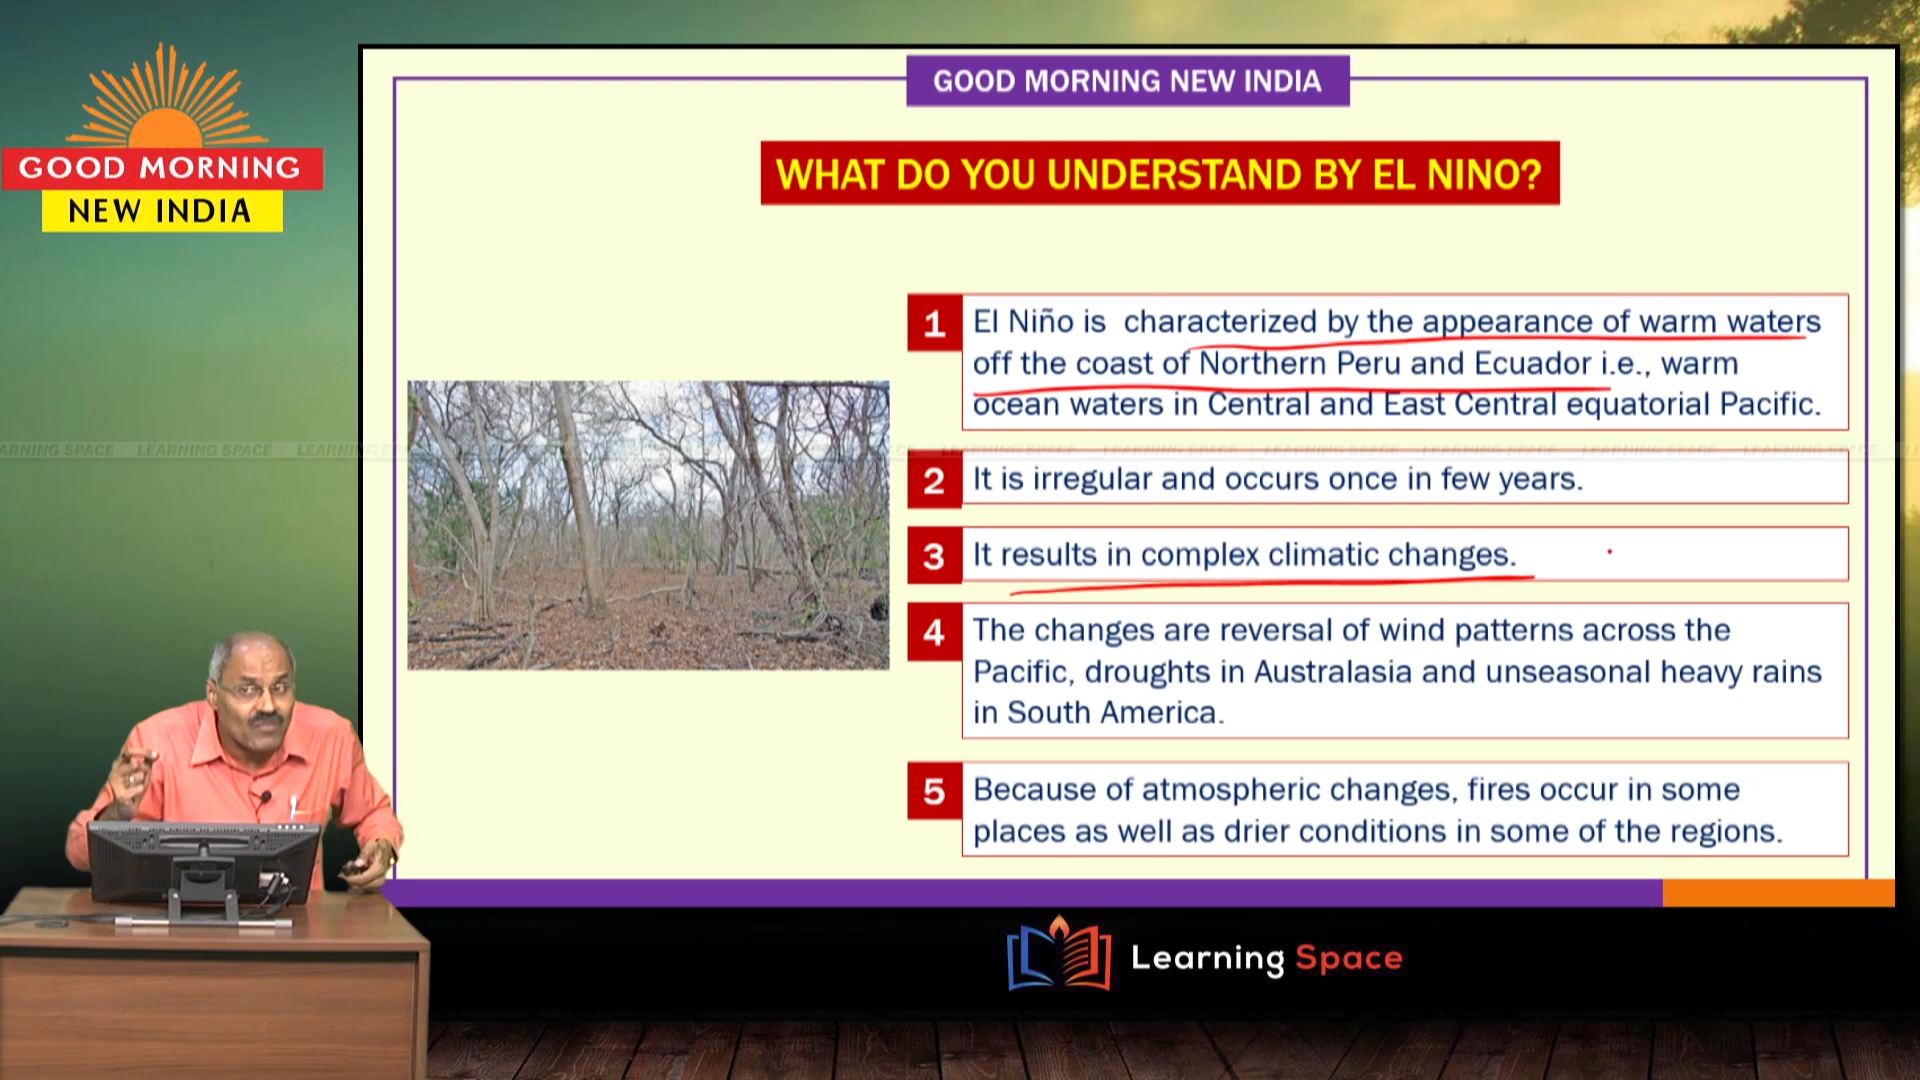 GOOD MORNING
NEW INDIA
GOOD MORNING NEW INDIA
WHAT DO YOU UNDERSTAND BY EL NINO?
1 El Niño is characterized by the appearance of warm waters
off the coast of Northern Peru and Ecuador i.e., warm
ocean waters in Central and East Central equatorial Pacific.
ARNING SPACE LEARNING SPACE LEARNING
2 It is irregular and occurs once in few years.
3 It results in complex climatic changes.
4 The changes are reversal of wind patterns across the
Pacific, droughts in Australasia and unseasonal heavy rains
in South America.
5 Because of atmospheric changes, fires occur in some
places as well as drier conditions in some of the regions.
Learning Space